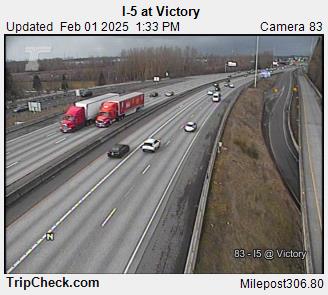 I-5 at Victory
Updated  Feb 01 2025  1:33 PM
Camera 83
T
N
83 - I5 @ Victory
TripCheck.com
Milepost306.80